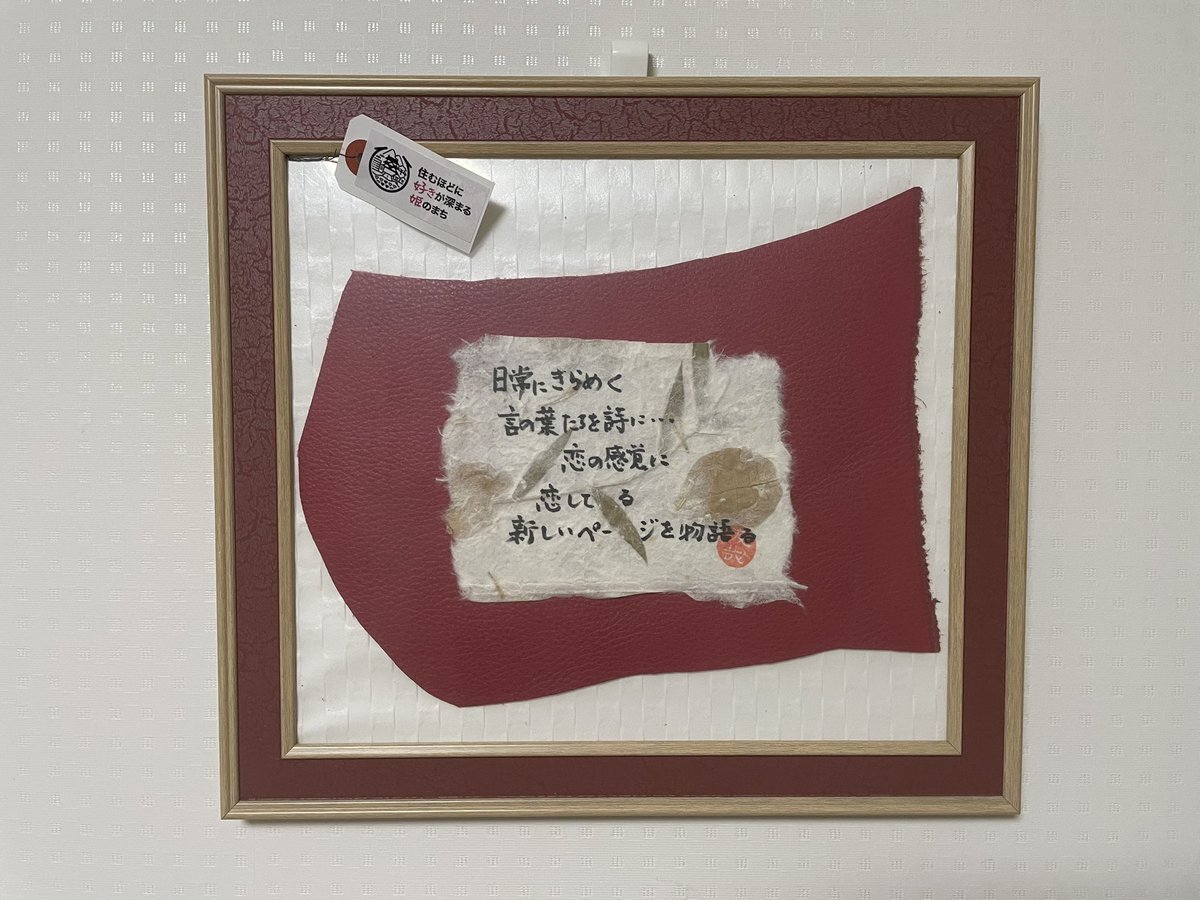 住むほどに
好きが深まる
姫のまち
日常にきらめく
言の葉たちを詩に…
恋の感覚に
恋してる
新しいページを物語る